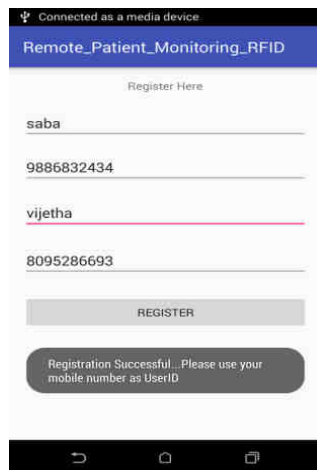 Connected as a media device
Remote_Patient_Monitoring_RFID
Register Here
saba
9886832434
vijetha
8095286693
REGISTER
Registration Successful...Please use your
mobile number as UserID